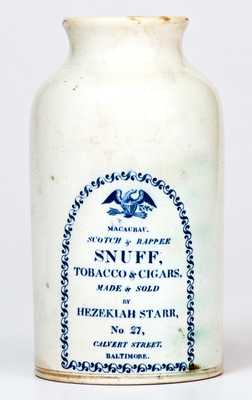 MACAUBAU.
SCOTCH & RAPPEE
SNUFF,
TOBACCO & CIGARS.
MADE & SOLD
BY
HEZEKIAH STARR,
No 27,
CALVERT STREET,
BALTIMORE.